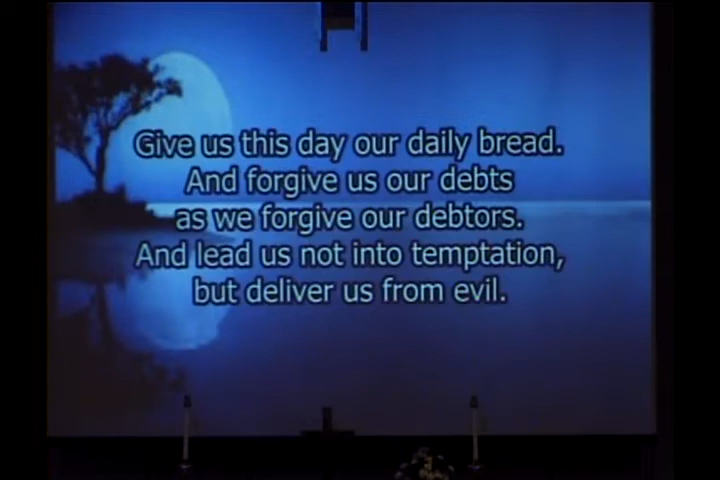 Give us this day our daily bread.
And forgive us our debts
as we forgive our debtors.
And lead us not into temptation,
but deliver us from evil.